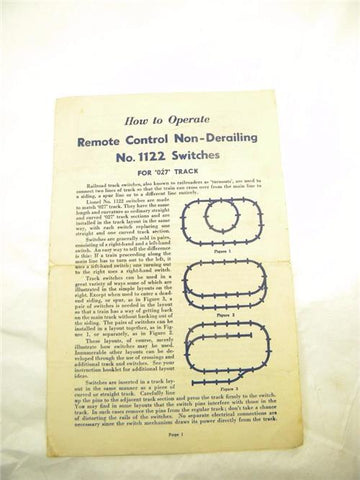 How to Operate
Remote Control Non-Derailing
No. 1122 Switches
FOR '027' TRACK
Railroad track switches, also known to railroaders as 'turnouts', are used to
connect two lines of track so that the train can cross over from the main line to
a siding, a spur line or to a different line entirely.
Lionel No. 1122 switches are made
to match '027' track. They have the same
length and curvature as ordinary straight
and curved '027' track sections and are
installed in the track layout in the same
way, with each switch replacing one
straight and one curved track section.
Switches are generally sold in pairs,
consisting of a right-hand and a left-hand
switch. An easy way to tell the difference
is this: If a train proceeding along the
main line has to turn out to the left, it
uses a left-hand switch; one turning out
to the right uses a right-hand switch.
Track switches can be used in a
great variety of ways some of which are
illustrated in the simple layouts on the
right. Except when used to enter a dead-
end siding, or spur, as in Figure 3, a
pair of switches is needed in any layout
so that a train has a way of getting back
on the main track without backing out of
the siding. The pairs of switches can be
installed in a layout together, as in Fig-
ure 1, or separately, as in Figure 2.
These layouts, of course, merely
illustrate how switches may be used.
Innumerable other layouts can be de-
veloped through the use of crossings and
additional track and switches. See your
instruction booklet for additional layout
ideas.
Switches are inserted in a track lay-
out in the same manner as a piece of
curved or straight track. Carefully line
up the pins to the adjacent track section and press the track firmly to the switch.
You may find in some layouts that the switch pins interfere with those in the
track. In such cases remove the pins from the regular track; don't take a chance
of distorting the rails of the switches. No separate electrical connections are
necessary since the switch mechanism draws its power directly from the track.
Figure 1
Figure 2
Figure 3
Page 1